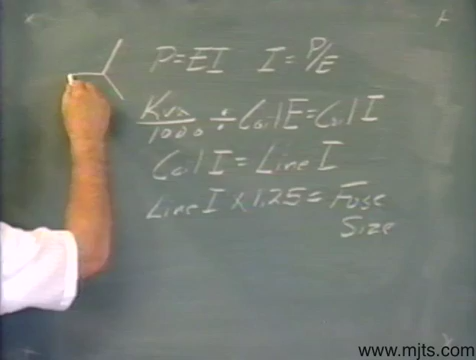 P=EI I=P/E
Kva/1000 ÷ Coil E = Coil I
Coil I = Line I
Line I x 1.25 = Fuse
Size
www.mjts.com